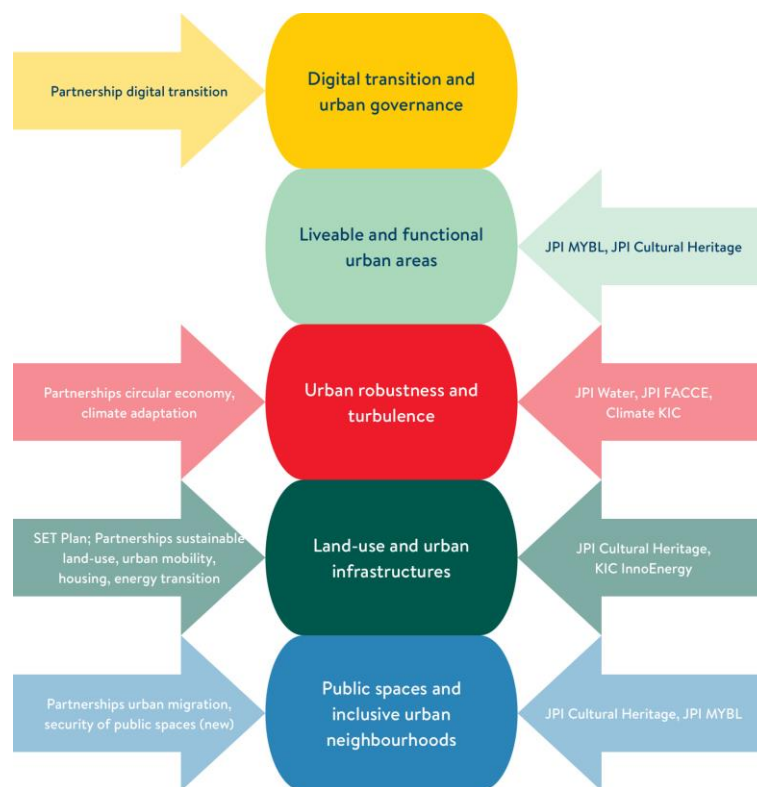 Partnership digital transition
Digital transition and
urban governance
Liveable and functional
urban areas
JPI MYBL, JPI Cultural Heritage
Partnerships circular economy,
climate adaptation
Urban robustness and
turbulence
JPI Water, JPI FACCE,
Climate KIC
SET Plan; Partnerships sustainable
land-use, urban mobility,
housing, energy transition
Land-use and urban
infrastructures
JPI Cultural Heritage,
KIC InnoEnergy
Partnerships urban migration,
security of public spaces (new)
Public spaces and
inclusive urban
neighbourhoods
JPI Cultural Heritage, JPI MYBL